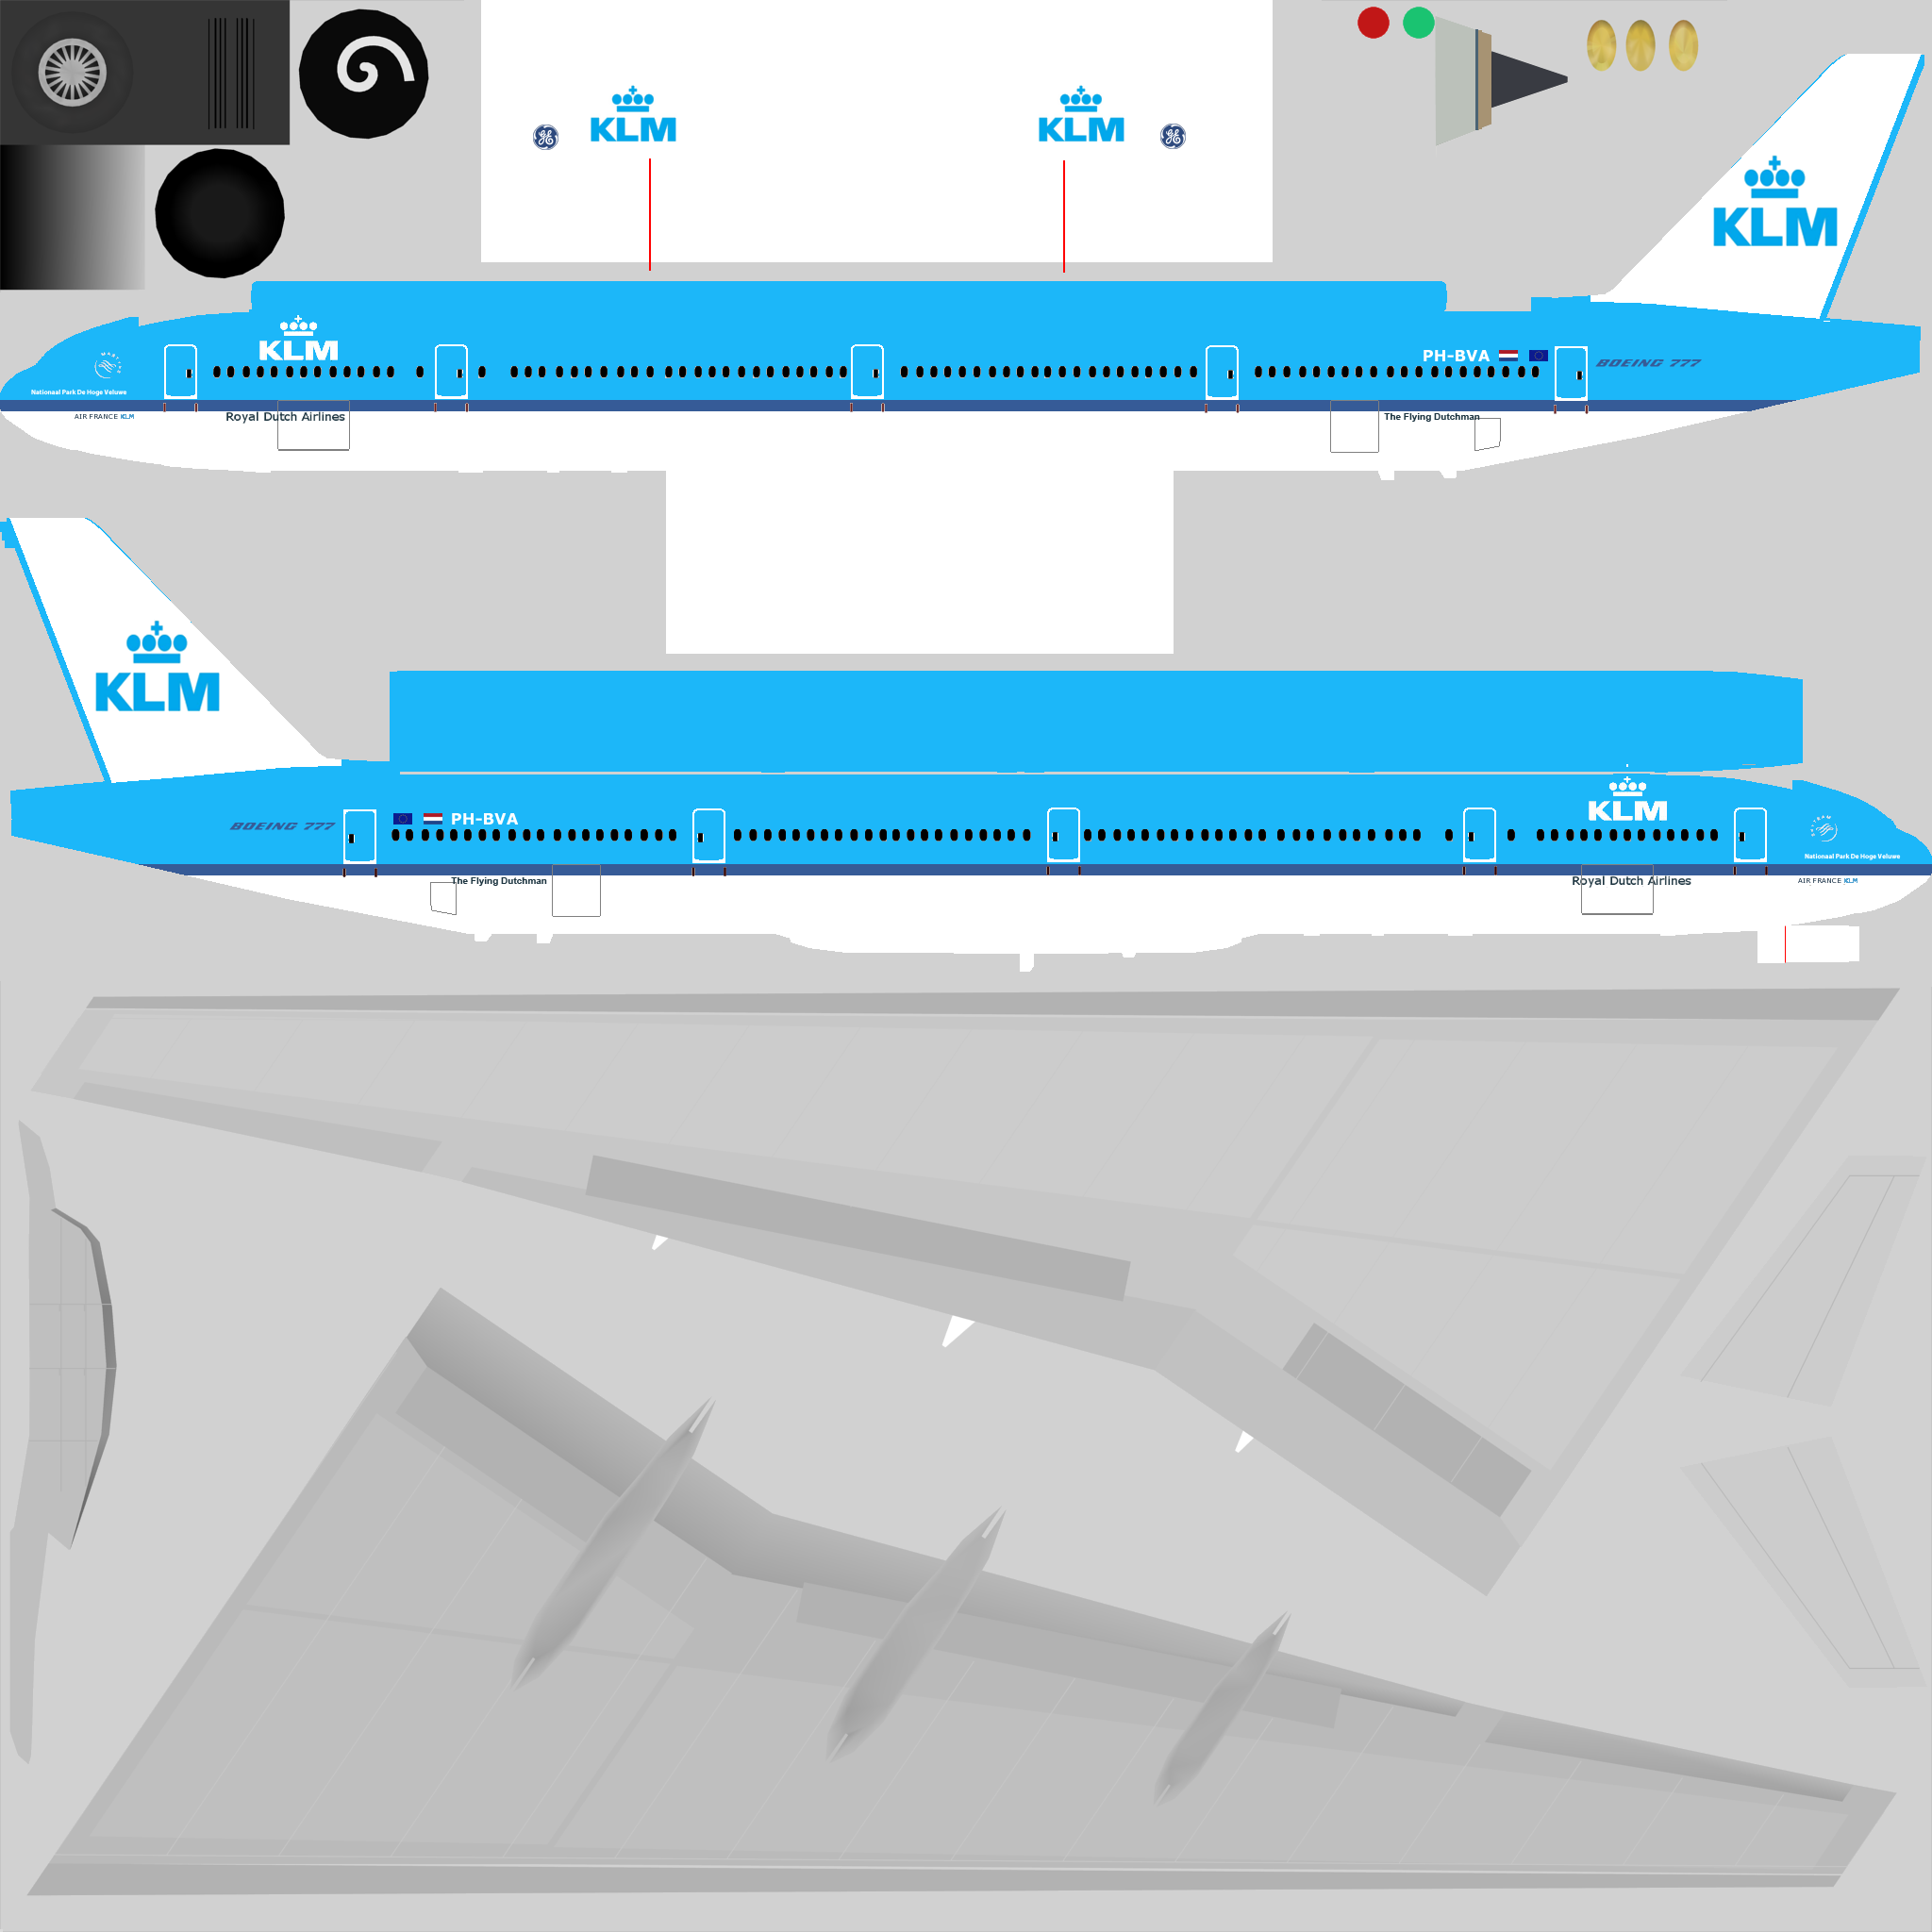 GE
KLM
KLM
GE
KLM
KLM
PH-BVA
BOEING 777
Nationaal Park De Hoge Veluwe
AIR FRANCE KLM
Royal Dutch Airlines
The Flying Dutchman
KLM
KLM
BOEING 777
PH-BVA
Nationaal Park De Hoge Veluwe
The Flying Dutchman
Royal Dutch Airlines
AIR FRANCE KLM